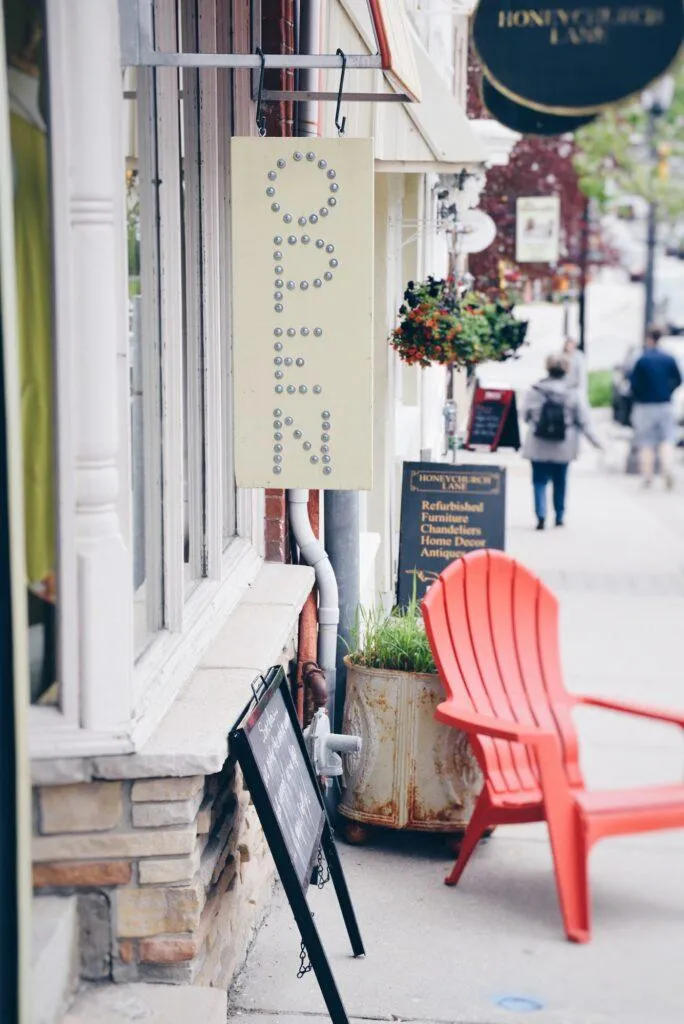 HONEYCHURCH
LANE
OPEN
HONEYCHURCH
LANE
Refurbished
Furniture
Chandeliers
Home Decor
Antiques